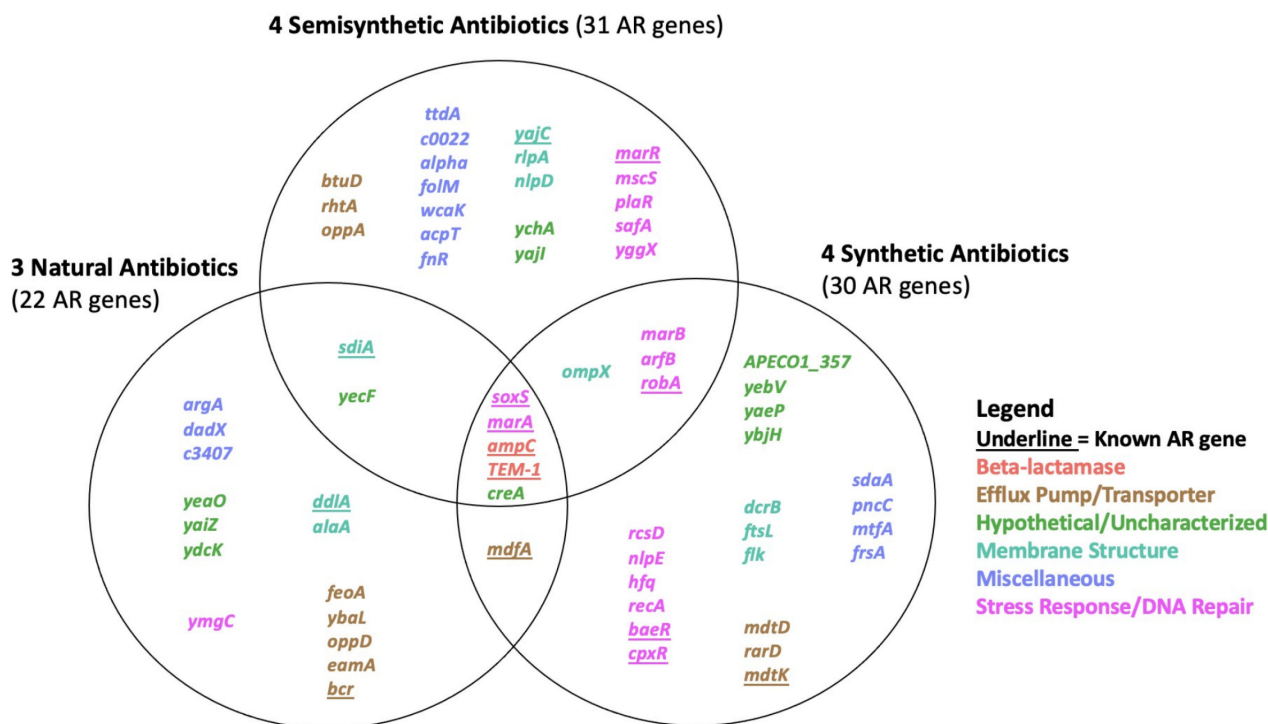 4 Semisynthetic Antibiotics (31 AR genes)
ttdA
c0022
alpha
folM
wcaK
acpT
fnR
yajC
rlpA
nlpD
ychA
yajI
marR
mscS
plaR
safA
yggX
btuD
rhtA
oppA
3 Natural Antibiotics
(22 AR genes)
4 Synthetic Antibiotics
(30 AR genes)
sdiA
yecF
ompX
marB
arfB
robA
soxS
marA
ampC
TEM-1
creA
mdfA
argA
dadX
c3407
yeaO
yaiZ
ydcK
ddlA
alaA
ymgC
feoA
ybaL
oppD
eamA
bcr
APECO1_357
yebV
yaeP
ybjH
sdaA
pncC
mtfA
frsA
dcrB
ftsL
flk
rcsD
nlpE
hfq
recA
baeR
cpxR
mdtD
rarD
mdtK
Legend
Underline = Known AR gene
Beta-lactamase
Efflux Pump/Transporter
Hypothetical/Uncharacterized
Membrane Structure
Miscellaneous
Stress Response/DNA Repair